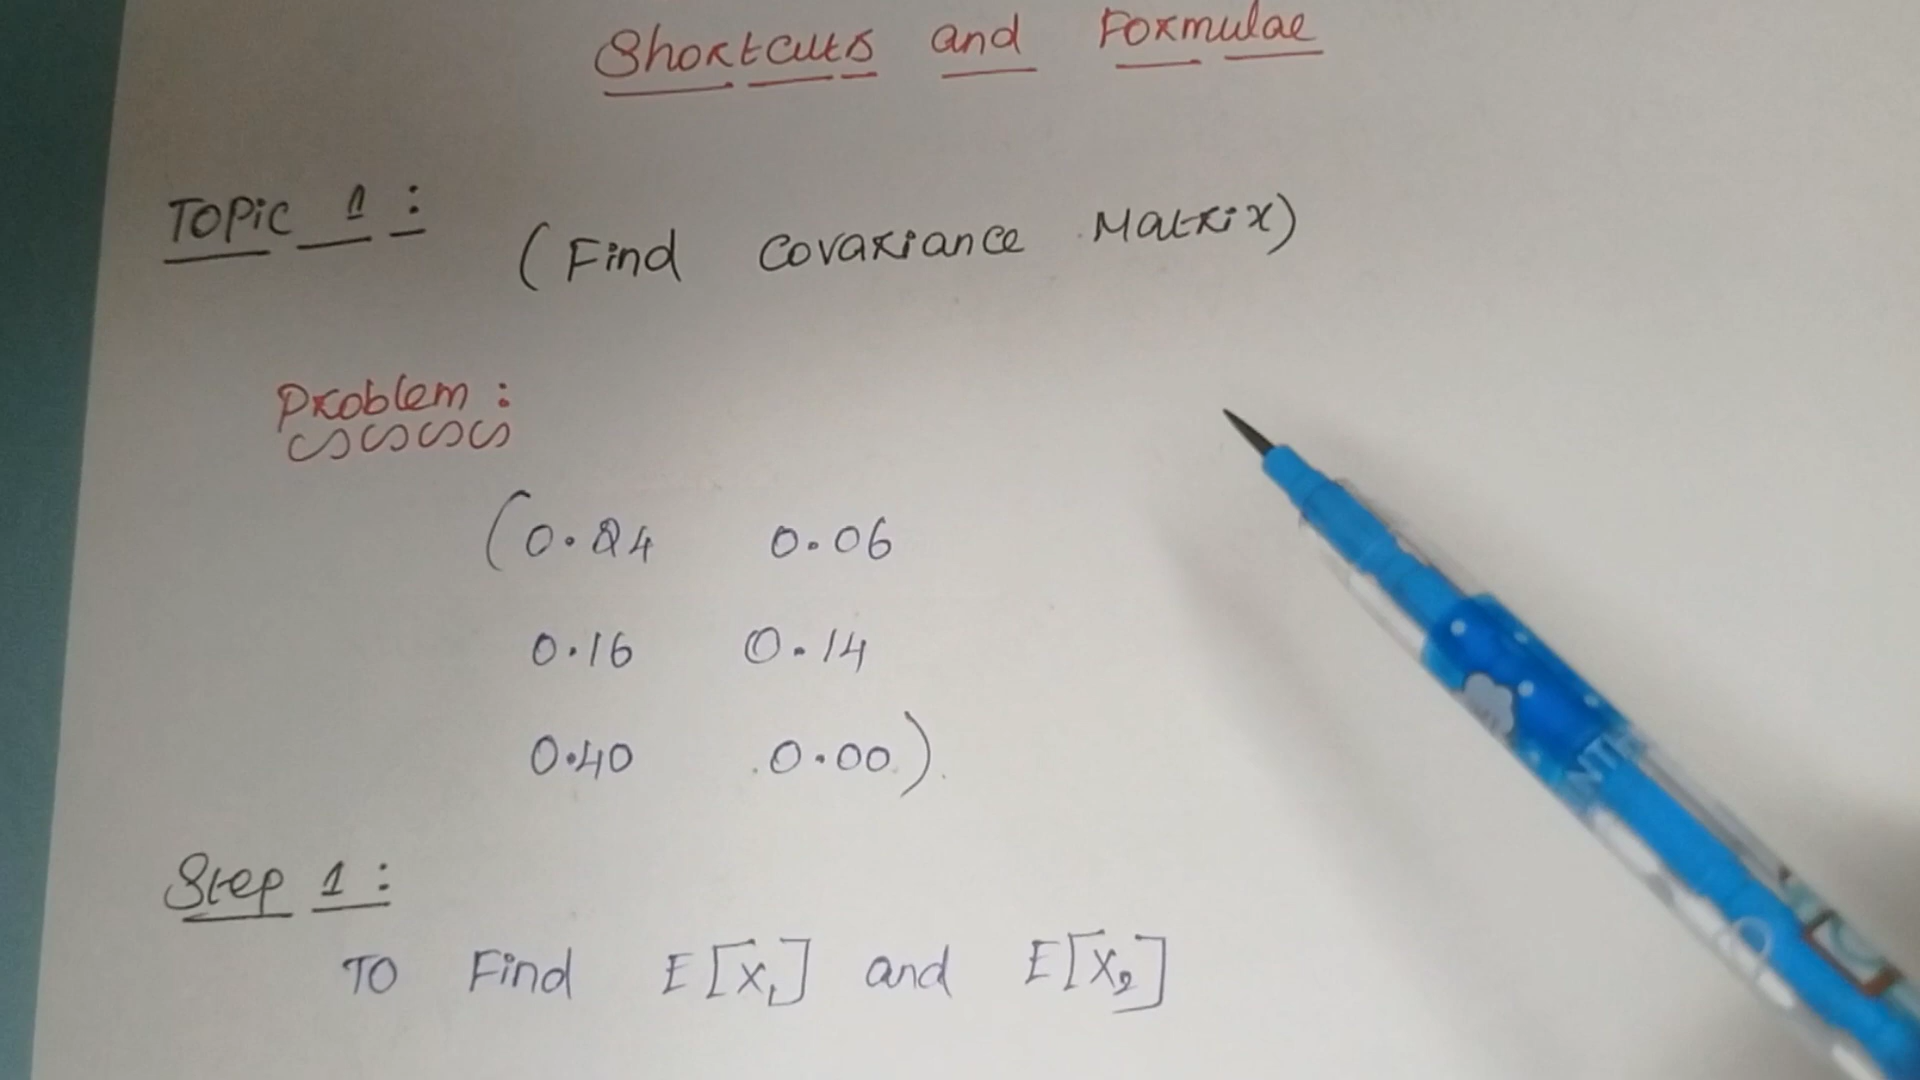 Shortcuts and Formulae
Topic 1 :
(Find covariance Matrix)
Problem :
(0.24 0.06
0.16 0.14
0.40 0.00)
Step 1 :
To Find E[X₁] and E[X₂]